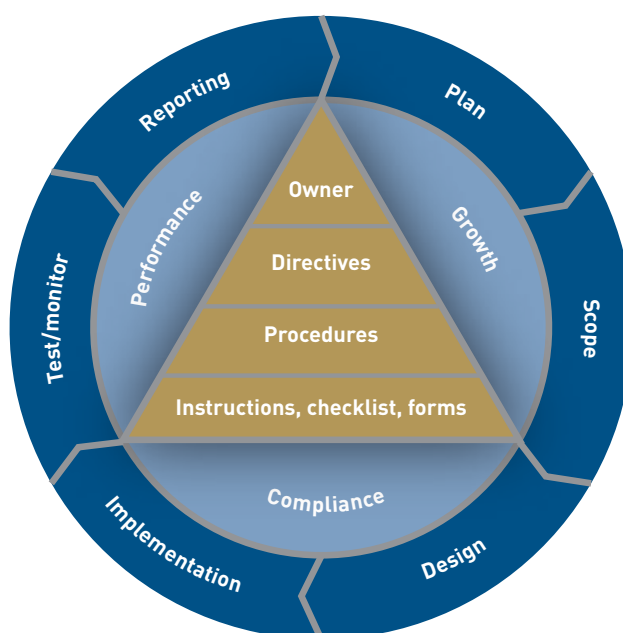 Reporting
Plan
Scope
Design
Implementation
Test/monitor
Performance
Growth
Compliance
Owner
Directives
Procedures
Instructions, checklist, forms